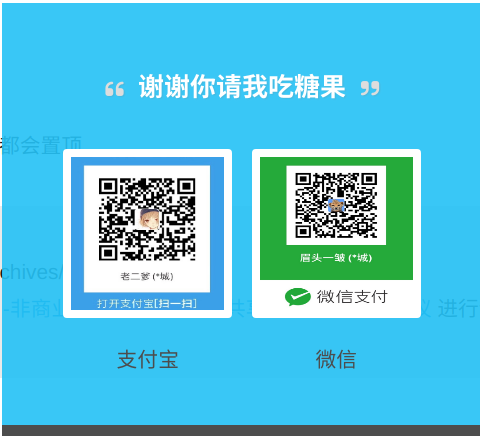 “ 谢谢你请我吃糖果 ”
都会置顶
老二爹 (*城)
打开支付宝[扫一扫]
眉头一皱 (*城)
微信支付
chives/
-非商业
议 进行
支付宝
微信